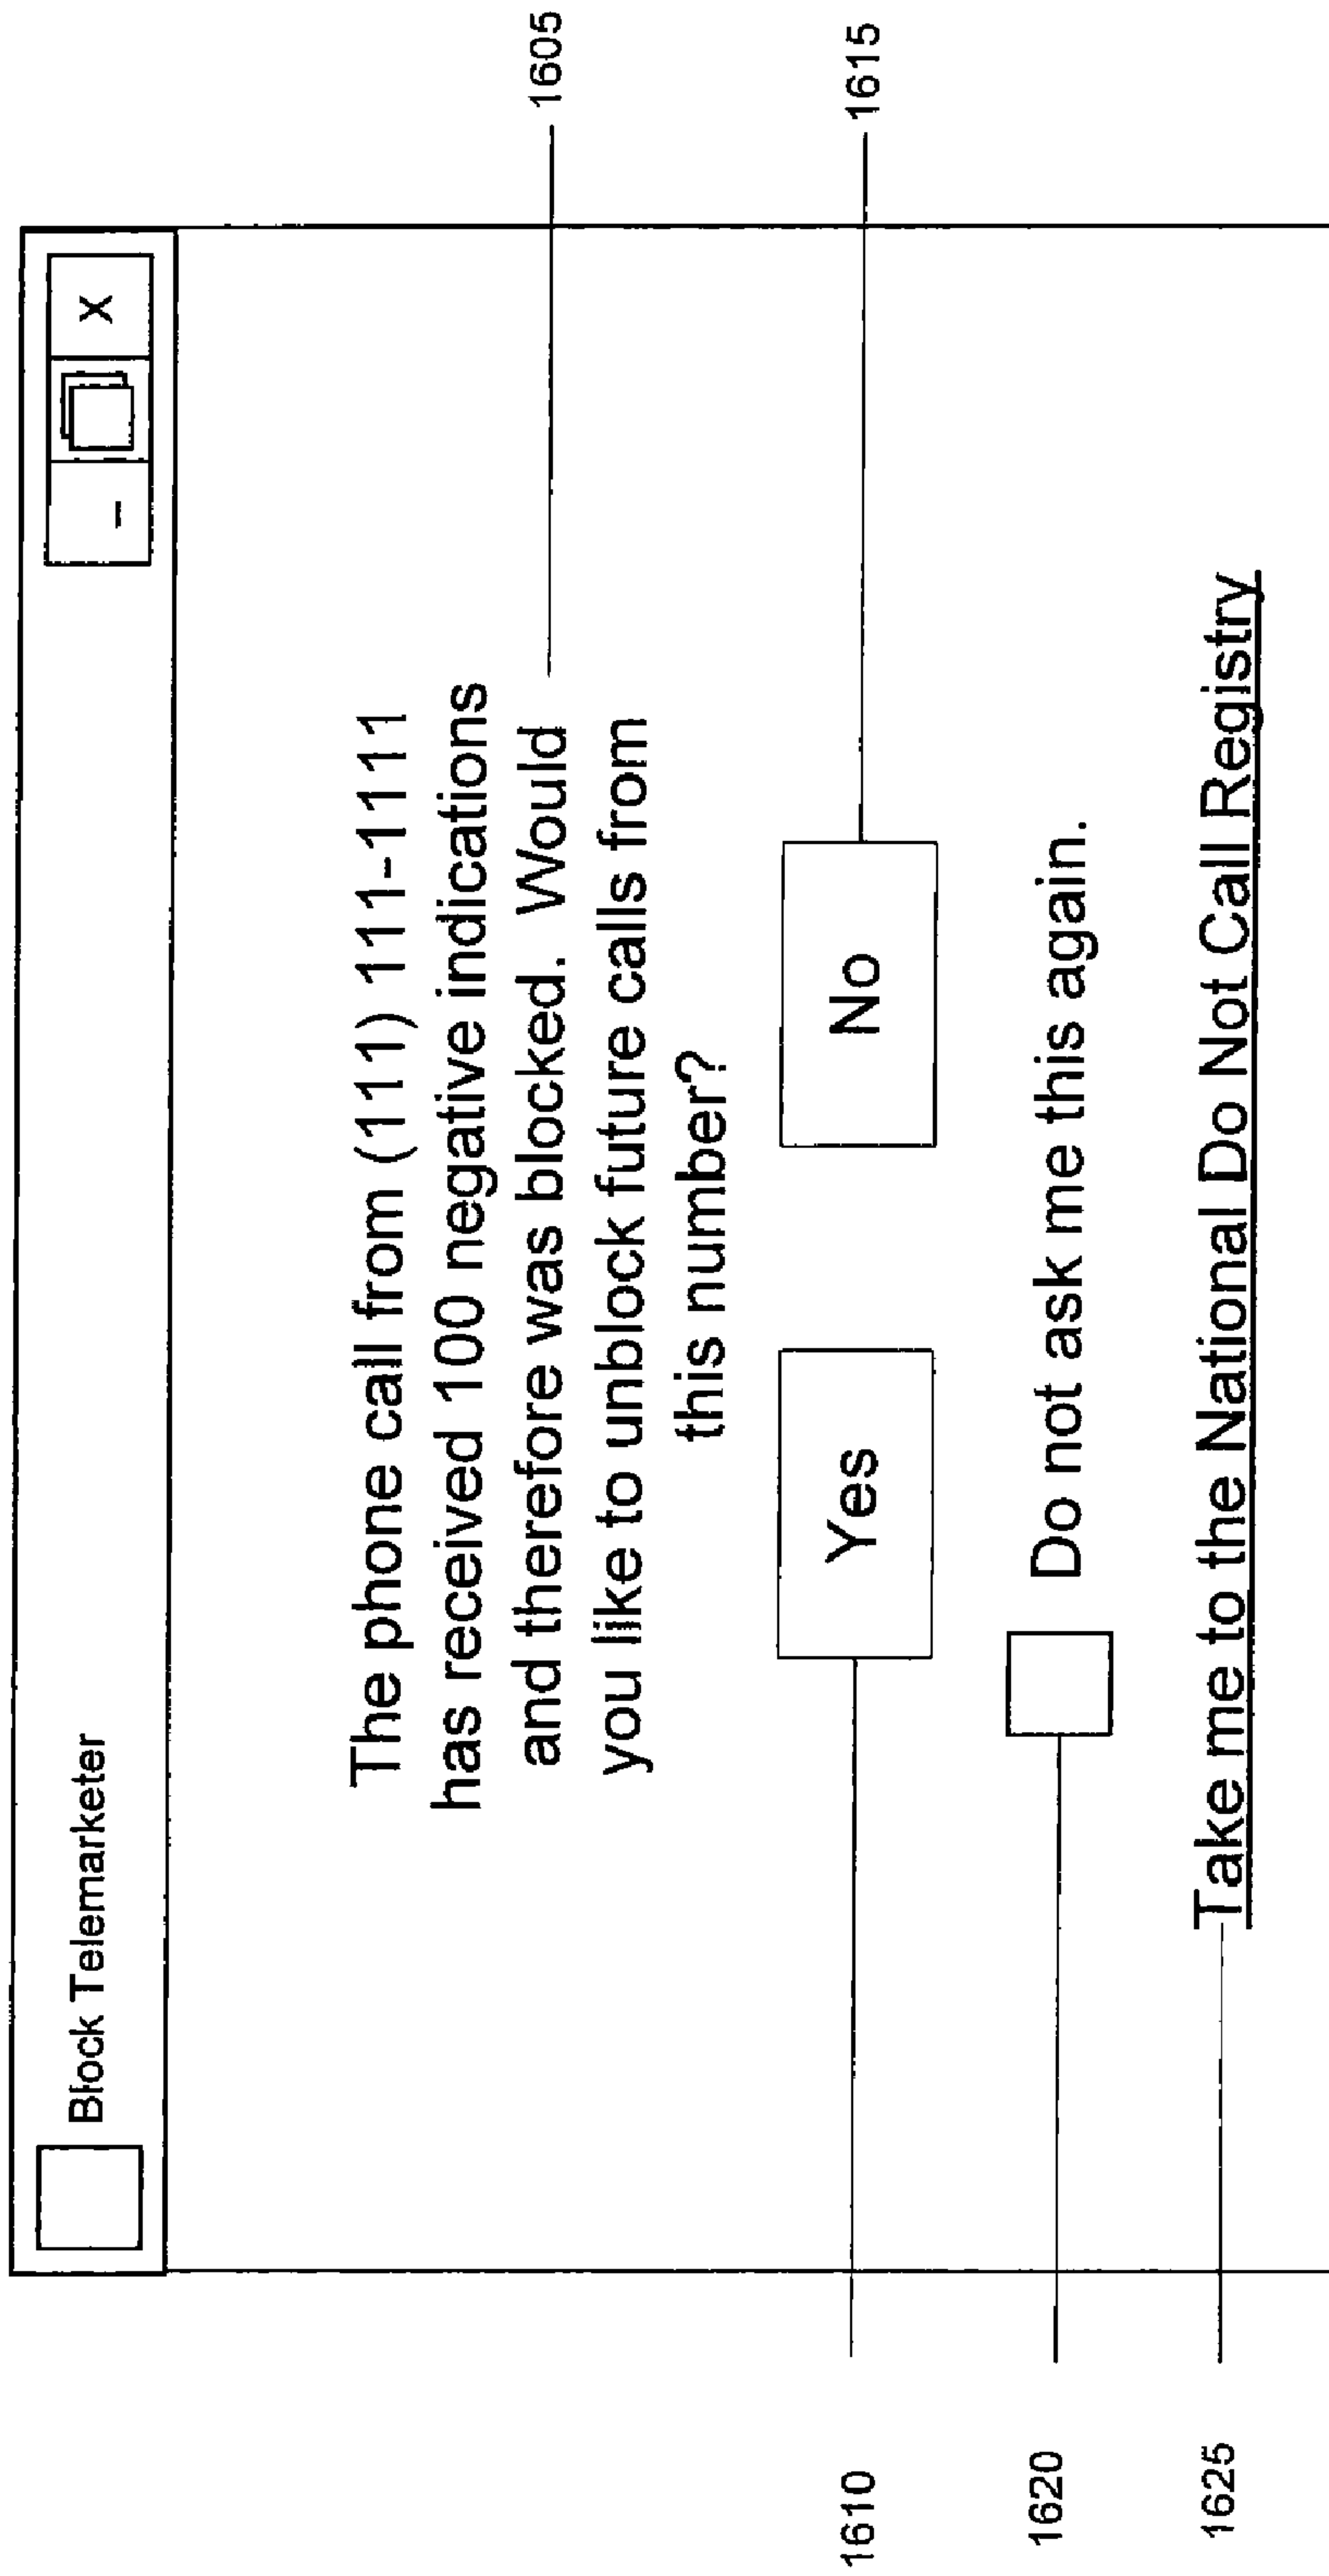 Block Telemarketer
- X
The phone call from (111) 111-1111
has received 100 negative indications
and therefore was blocked. Would
you like to unblock future calls from
this number?
1605
1610
Yes
No
1615
1620
Do not ask me this again.
1625
Take me to the National Do Not Call Registry